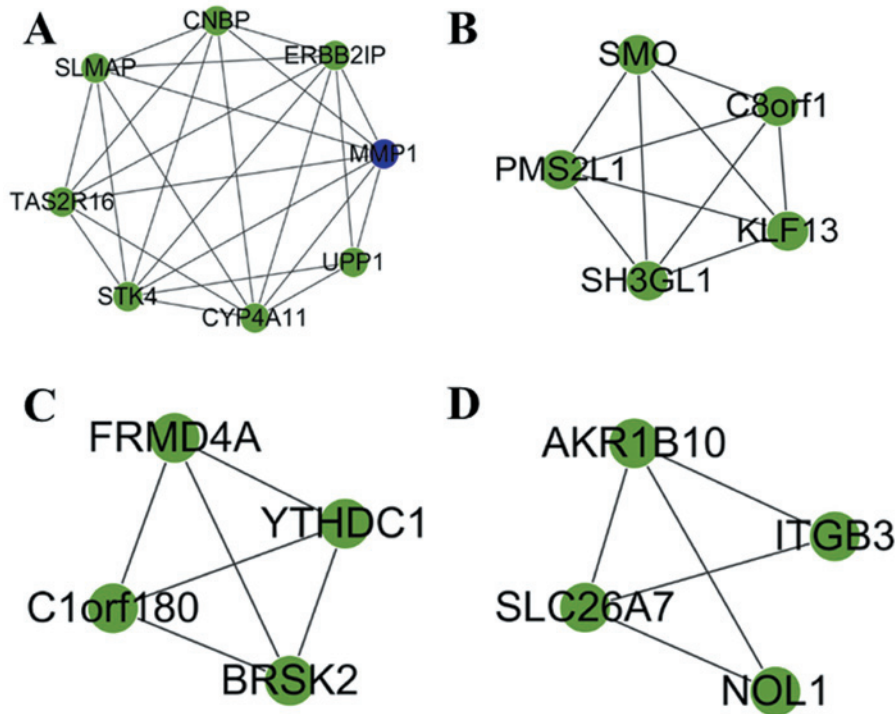 A
CNBP
ERBB2IP
SLMAP
MMP1
TAS2R16
UPP1
STK4
CYP4A11
B
SMO
C8orf1
PMS2L1
KLF13
SH3GL1
C
FRMD4A
YTHDC1
C1orf180
BRSK2
D
AKR1B10
ITGB3
SLC26A7
NOL1